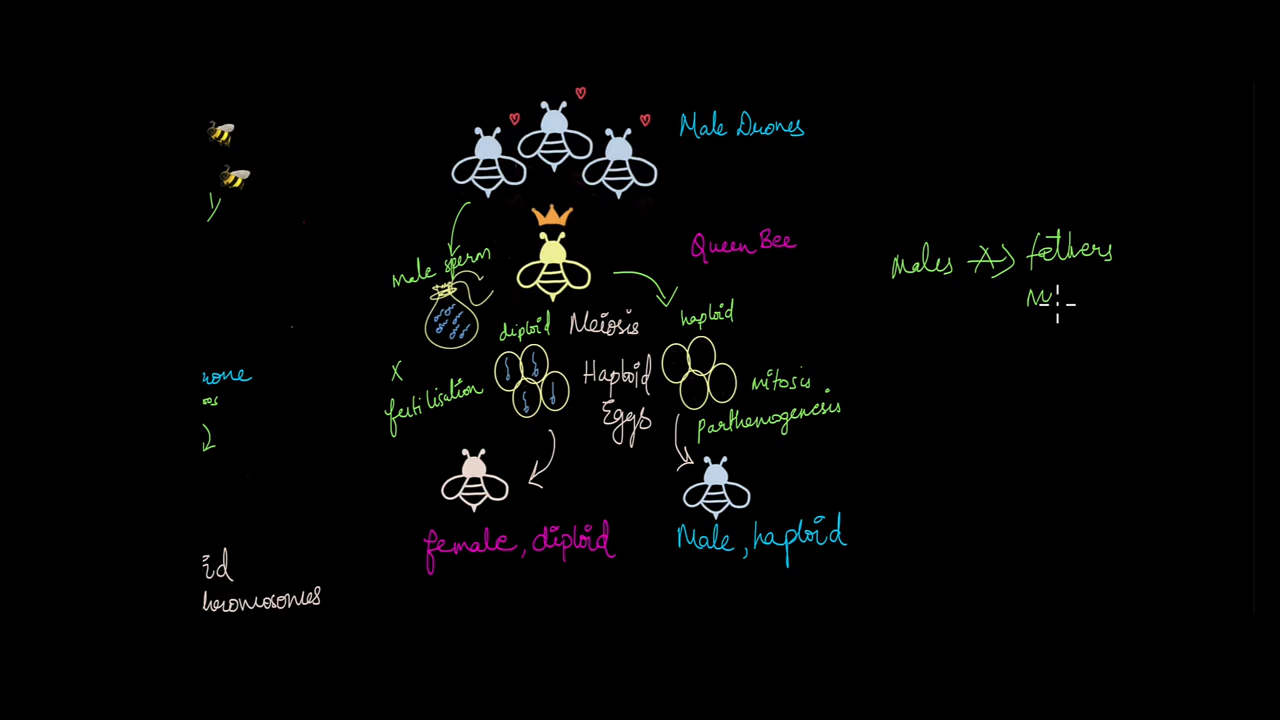 Male Drones
Queen Bee
male sperm
diploid
Meiosis
haploid
Haploid
Eggs
X
fertilisation
mitosis
parthenogenesis
female, diploid
Male, haploid
Males X fathers
id